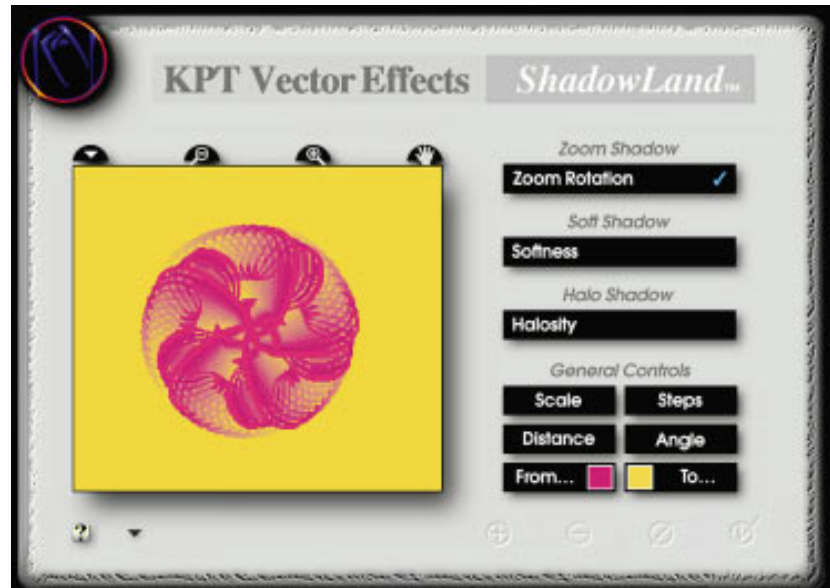 KPT Vector Effects ShadowLand™
Zoom Shadow
Zoom Rotation ✓
Soft Shadow
Softness
Halo Shadow
Halosity
General Controls
Scale Steps
Distance Angle
From... To...
?